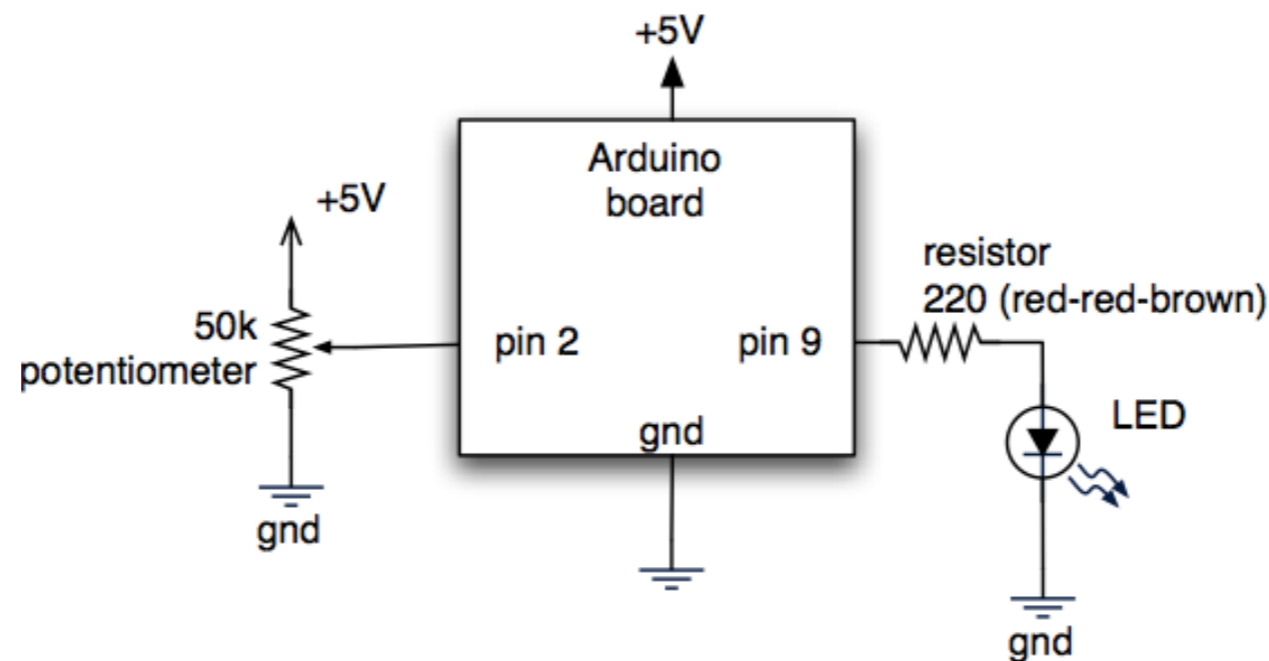 +5V
Arduino
board
+5V
50k
potentiometer
pin 2
pin 9
gnd
resistor
220 (red-red-brown)
LED
gnd
gnd